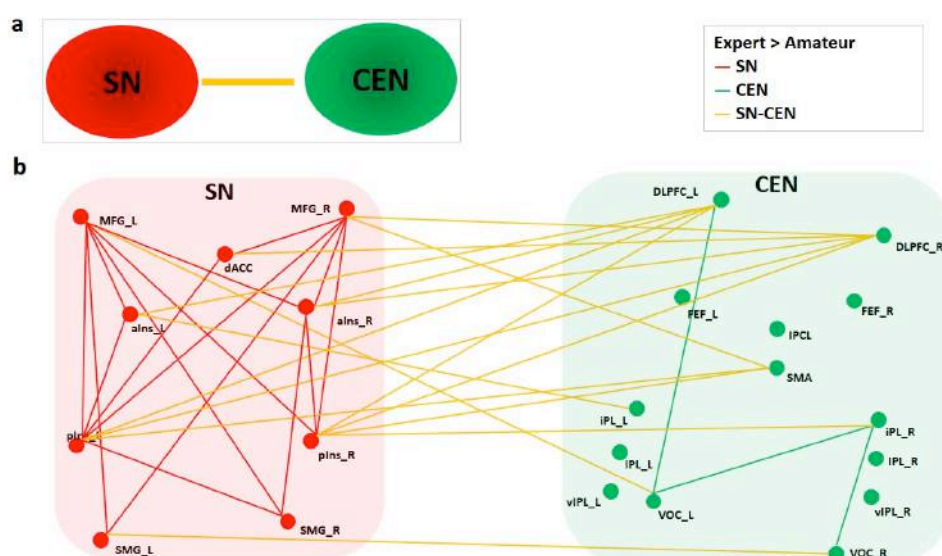 a
SN
CEN
Expert > Amateur
SN
CEN
SN-CEN
b
SN
CEN
MFG_L
MFG_R
dACC
aIns_L
aIns_R
pIns_R
SMG_R
SMG_L
DLPFC_L
DLPFC_R
FEF_L
FEF_R
IPCL
SMA
iPL_L
iPL_R
IPL_L
IPL_R
vIPL_L
vIPL_R
VOC_L
VOC_R